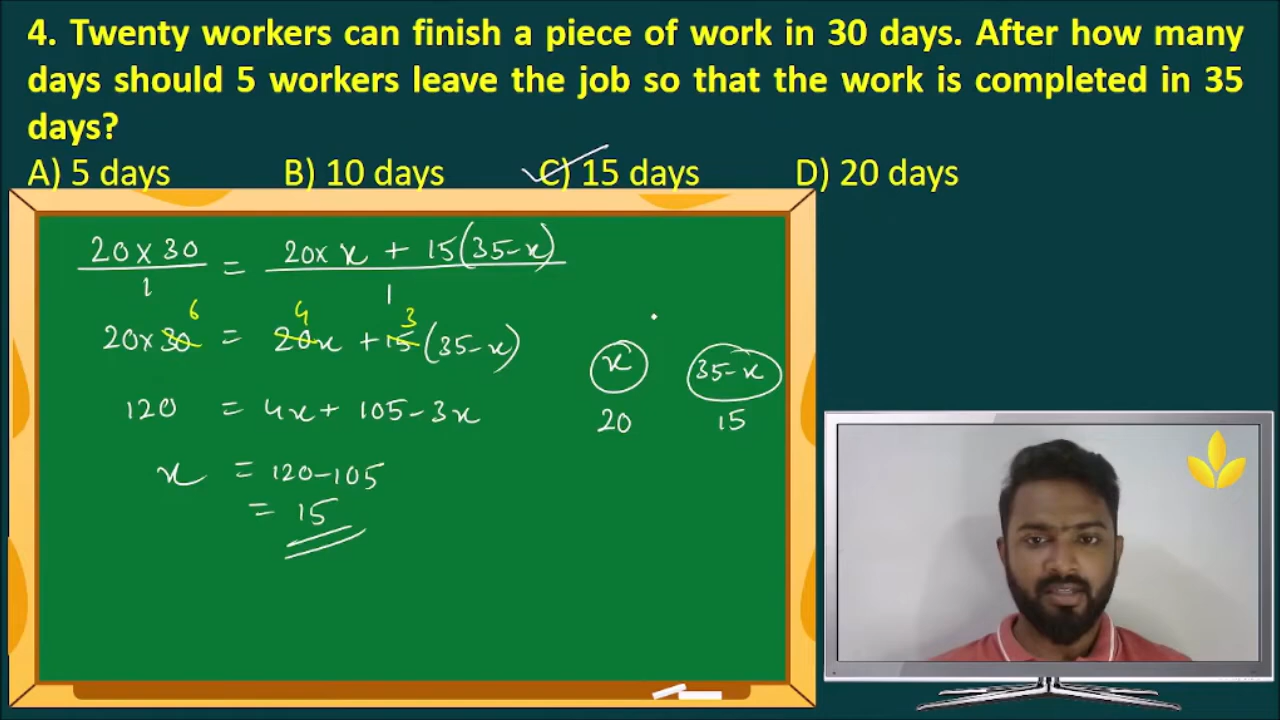 4. Twenty workers can finish a piece of work in 30 days. After how many
days should 5 workers leave the job so that the work is completed in 35
days?
A) 5 days B) 10 days C) 15 days D) 20 days
20 x 30 = 20 x x + 15(35-x)
1 1
6 4 3
20 x 30 = 20x + 15(35-x)
120 = 4x + 105 - 3x
x = 120 - 105
= 15
x 35-x
20 15